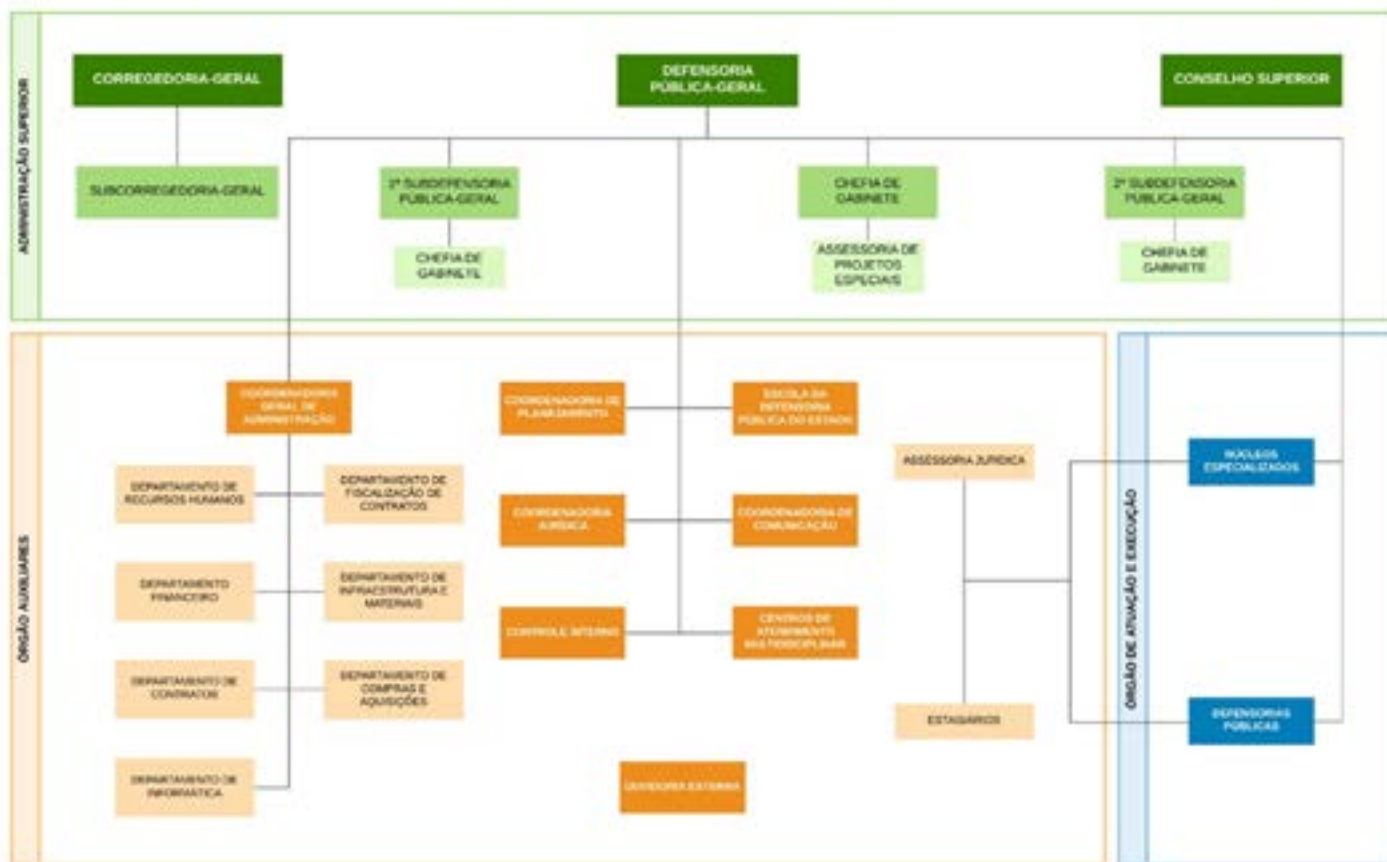 ADMINISTRAÇÃO SUPERIOR
CORREGEDORIA-GERAL
DEFENSORIA
PÚBLICA-GERAL
CONSELHO SUPERIOR
SUBCORREGEDORIA-GERAL
1ª SUBDEFENSORIA
PÚBLICA-GERAL
CHEFIA DE
GABINETE
2ª SUBDEFENSORIA
PÚBLICA-GERAL
CHEFIA DE
GABINETE
ASSESSORIA DE
PROJETOS
ESPECIAIS
CHEFIA DE
GABINETE
ÓRGÃO AUXILIARES
COORDENADORIA
GERAL DE
ADMINISTRAÇÃO
DEPARTAMENTO DE
RECURSOS HUMANOS
DEPARTAMENTO DE
FISCALIZAÇÃO DE
CONTRATOS
DEPARTAMENTO
FINANCEIRO
DEPARTAMENTO DE
INFRAESTRUTURA E
MATERIAIS
DEPARTAMENTO DE
CONTRATOS
DEPARTAMENTO DE
COMPRAS E
AQUISIÇÕES
DEPARTAMENTO DE
INFORMÁTICA
COORDENADORIA DE
PLANEJAMENTO
ESCOLA DA
DEFENSORIA
PÚBLICA DO ESTADO
COORDENADORIA
JURÍDICA
COORDENADORIA DE
COMUNICAÇÃO
CONTROLE INTERNO
CENTROS DE
ATENDIMENTO
MULTIDISCIPLINAR
OUVIDORIA EXTERNA
ASSESSORIA JURÍDICA
ESTAGIÁRIOS
ÓRGÃO DE ATUAÇÃO E EXECUÇÃO
NÚCLEOS
ESPECIALIZADOS
DEFENSORIAS
PÚBLICAS